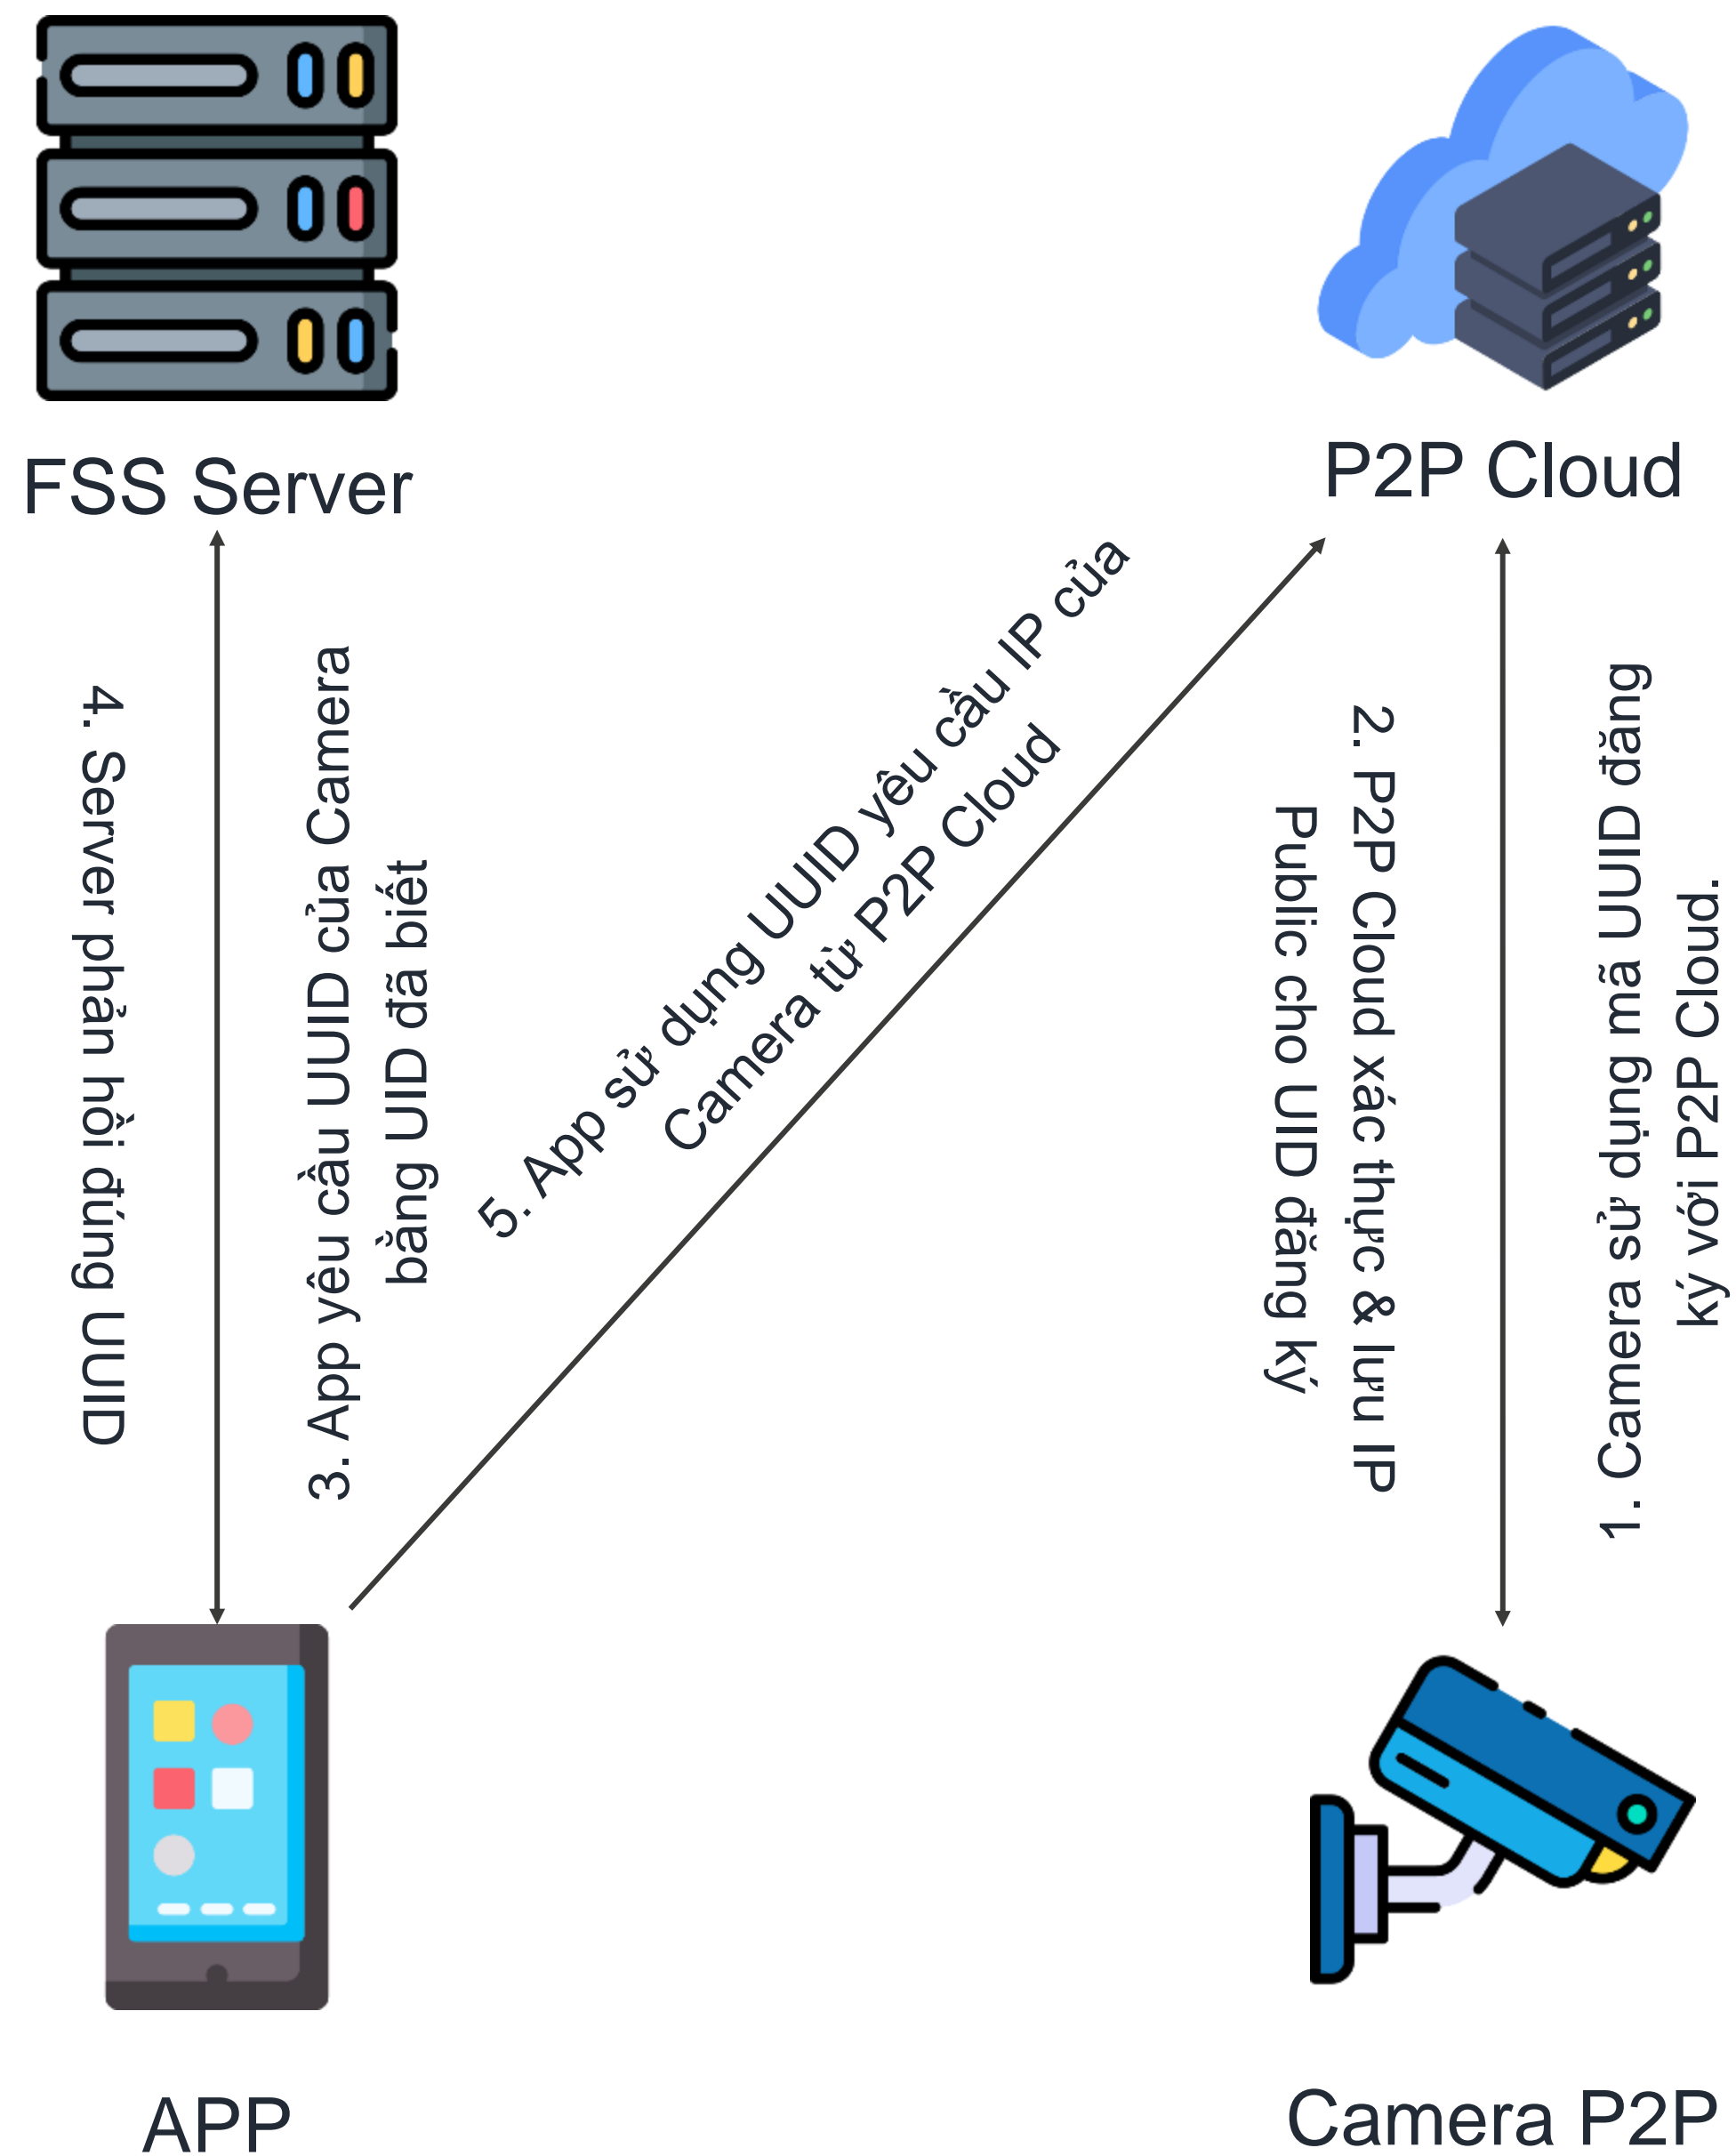 FSS Server
P2P Cloud
4. Server phản hồi đúng UUID
3. App yêu cầu UUID của Camera
bằng UID đã biết
5. App sử dụng UUID yêu cầu IP của
Camera từ P2P Cloud
2. P2P Cloud xác thực & lưu IP
Public cho UUID đăng ký
1. Camera sử dụng mã UUID đăng
ký với P2P Cloud.
APP
Camera P2P